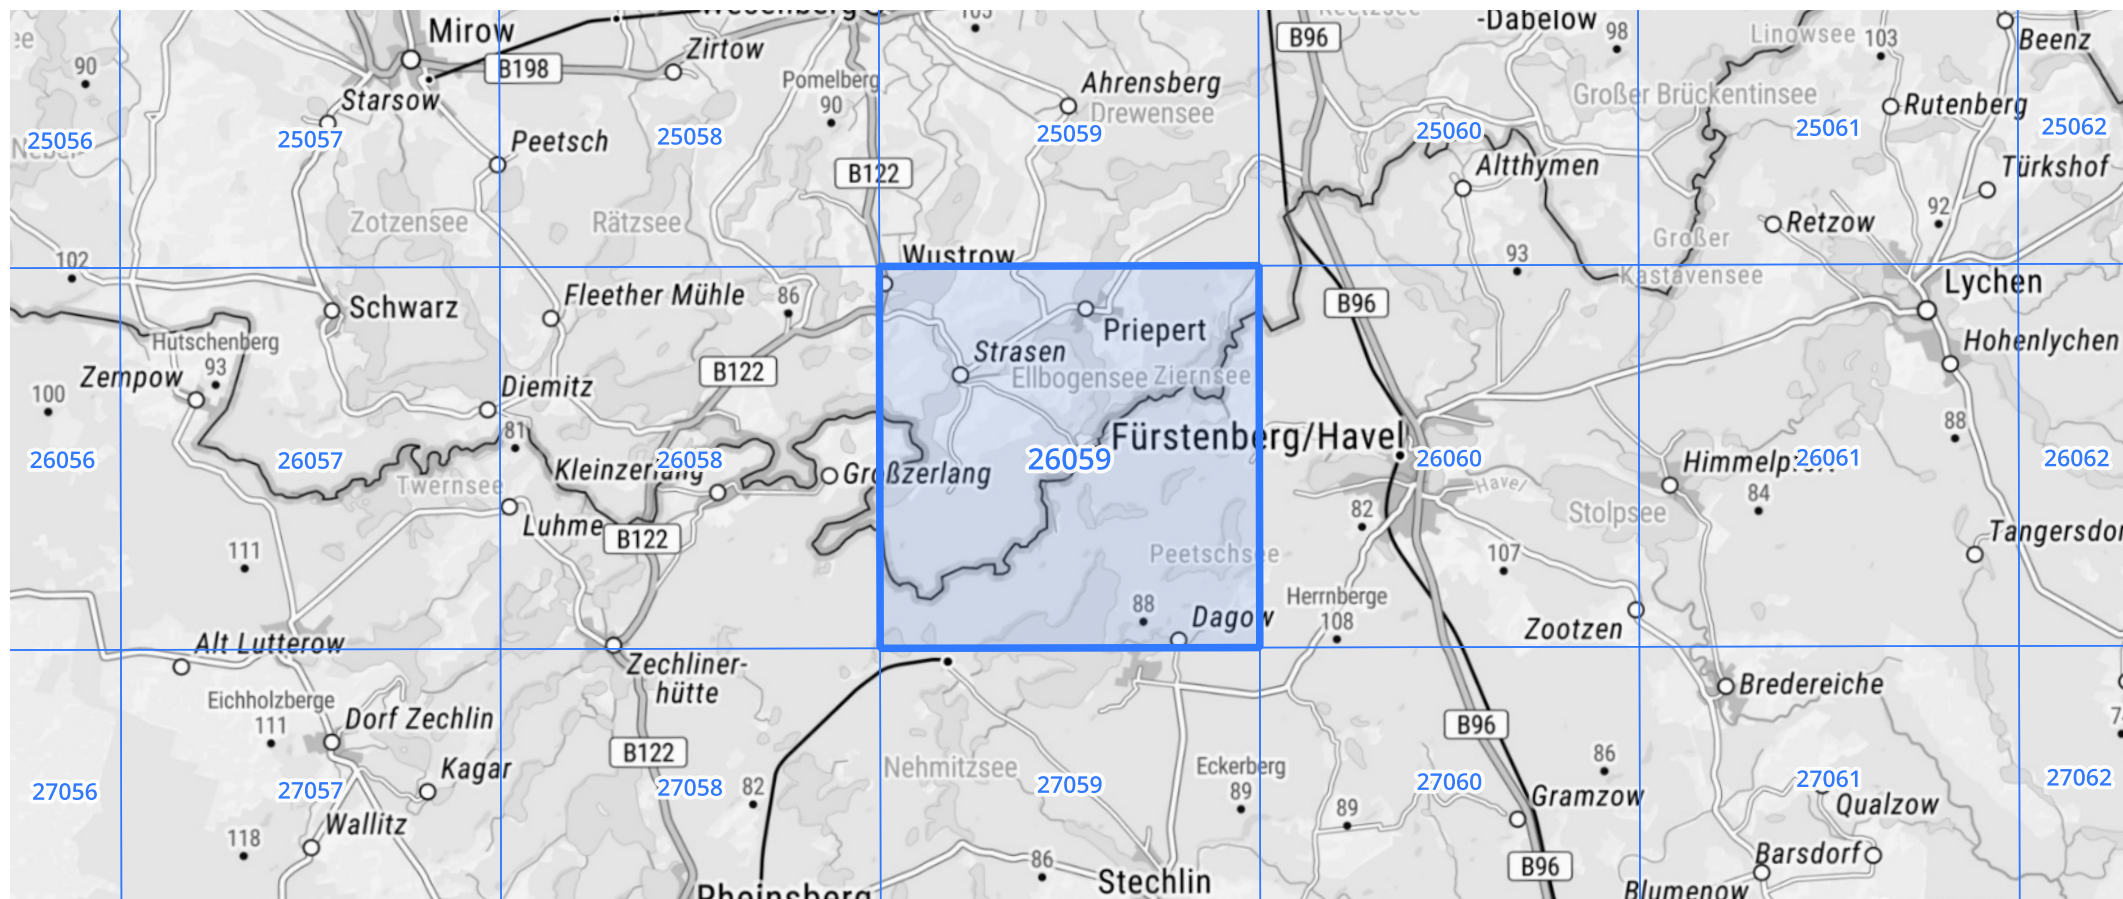 -Dabelow
98
Linowsee
103
Beenz
Mirow
B96
Zirtow
B198
90
Pomelberg
90
Ahrensberg
Drewensee
Großer Brückentinsee
Rutenberg
Starsow
25056
25057
Peetsch
25058
25059
25060
25061
25062
Altthymen
Türkshof
B122
Zotzensee
Rätzsee
92
Retzow
Großer
Kastavensee
93
102
Wustrow
Lychen
Schwarz
Fleether Mühle
86
B96
Priepert
Hohenlychen
Hutschenberg
93
Zempow
Strasen
Ellbogensee
Ziernsee
B122
Diemitz
100
81
88
Fürstenberg/Havel
26056
26057
Kleinzerlang
26058
Großzerlang
26059
26060
26061
26062
Twernsee
Havel
84
Luhme
B122
82
Stolpsee
Tangersdor
111
Peetschsee
107
88
Dagow
Herrnberge
108
Zootzen
Alt Lutterow
Zechliner-
hütte
Bredereiche
Eichholzberge
111
Dorf Zechlin
B122
B96
Kagar
Nehmitzsee
Eckerberg
89
86
27056
27057
27058
82
27059
27060
27061
27062
Gramzow
Qualzow
89
Wallitz
118
86
Stechlin
B96
Barsdorf
Rheinsberg
Blumenow